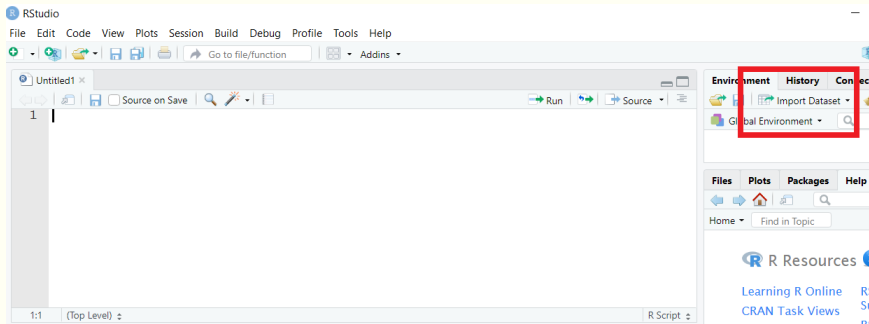 RStudio
File Edit Code View Plots Session Build Debug Profile Tools Help
Go to file/function Addins
Untitled1
Source on Save Run Source
1
1:1 (Top Level) R Script
Environment History Connec
Import Dataset
Global Environment
Files Plots Packages Help
Home Find in Topic
R R Resources
Learning R Online
CRAN Task Views